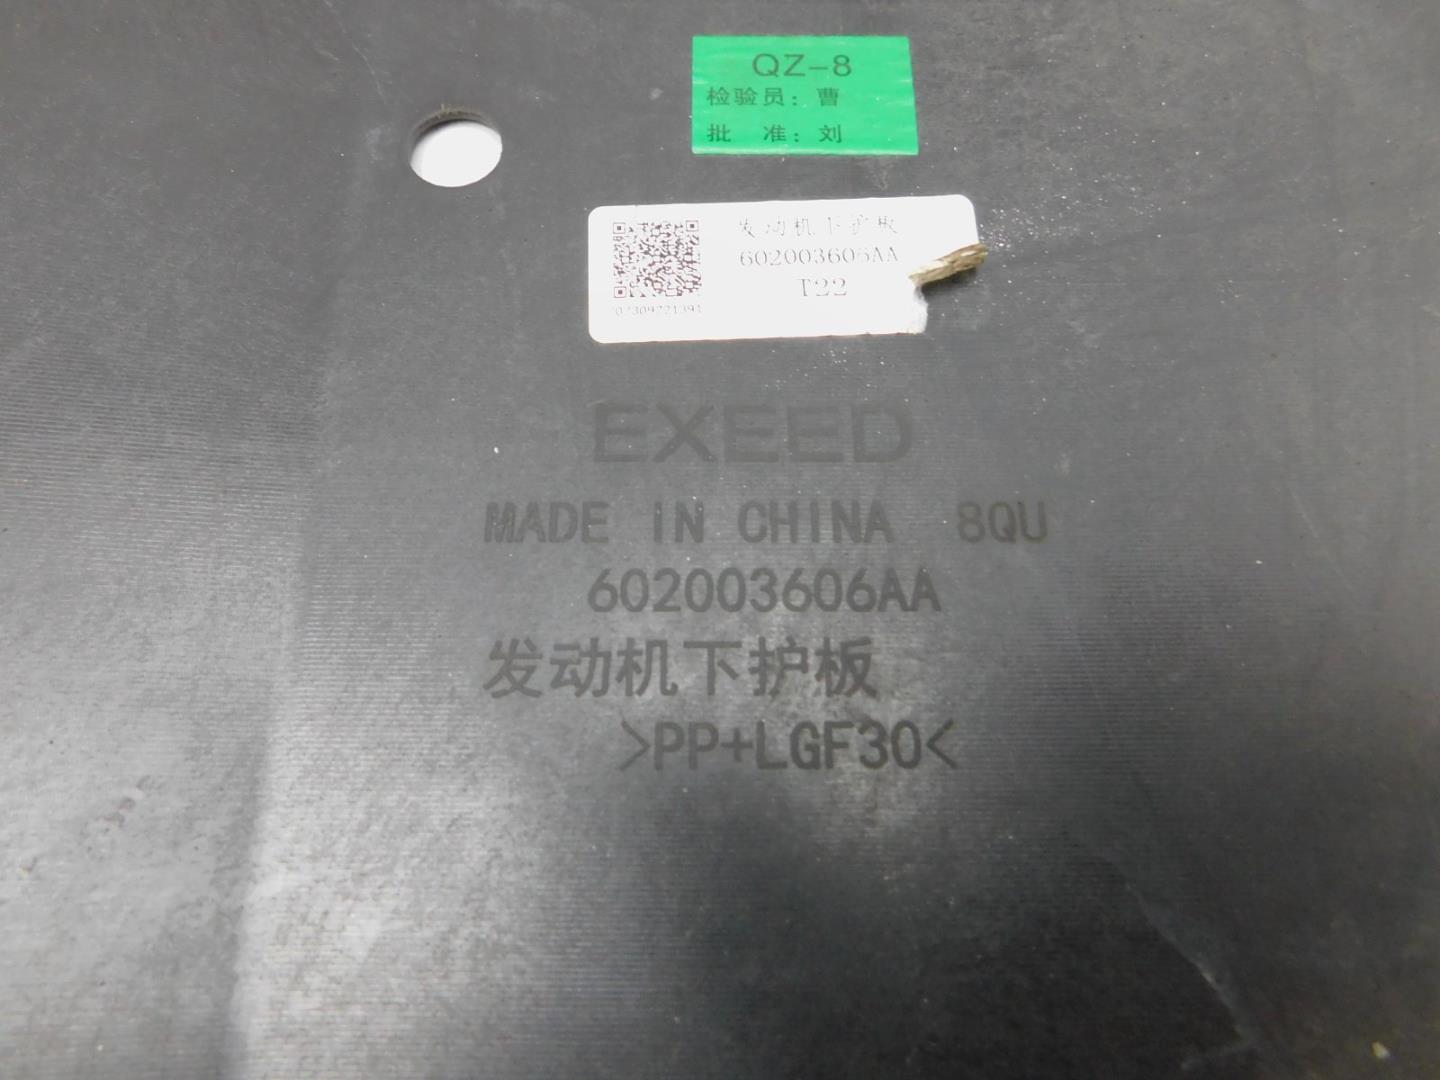 QZ-8
检验员：曹
批 准：刘
发动机下护板
602003606AA
T22
EXEED
MADE IN CHINA 8QU
602003606AA
发动机下护板
>PP+LGF30<